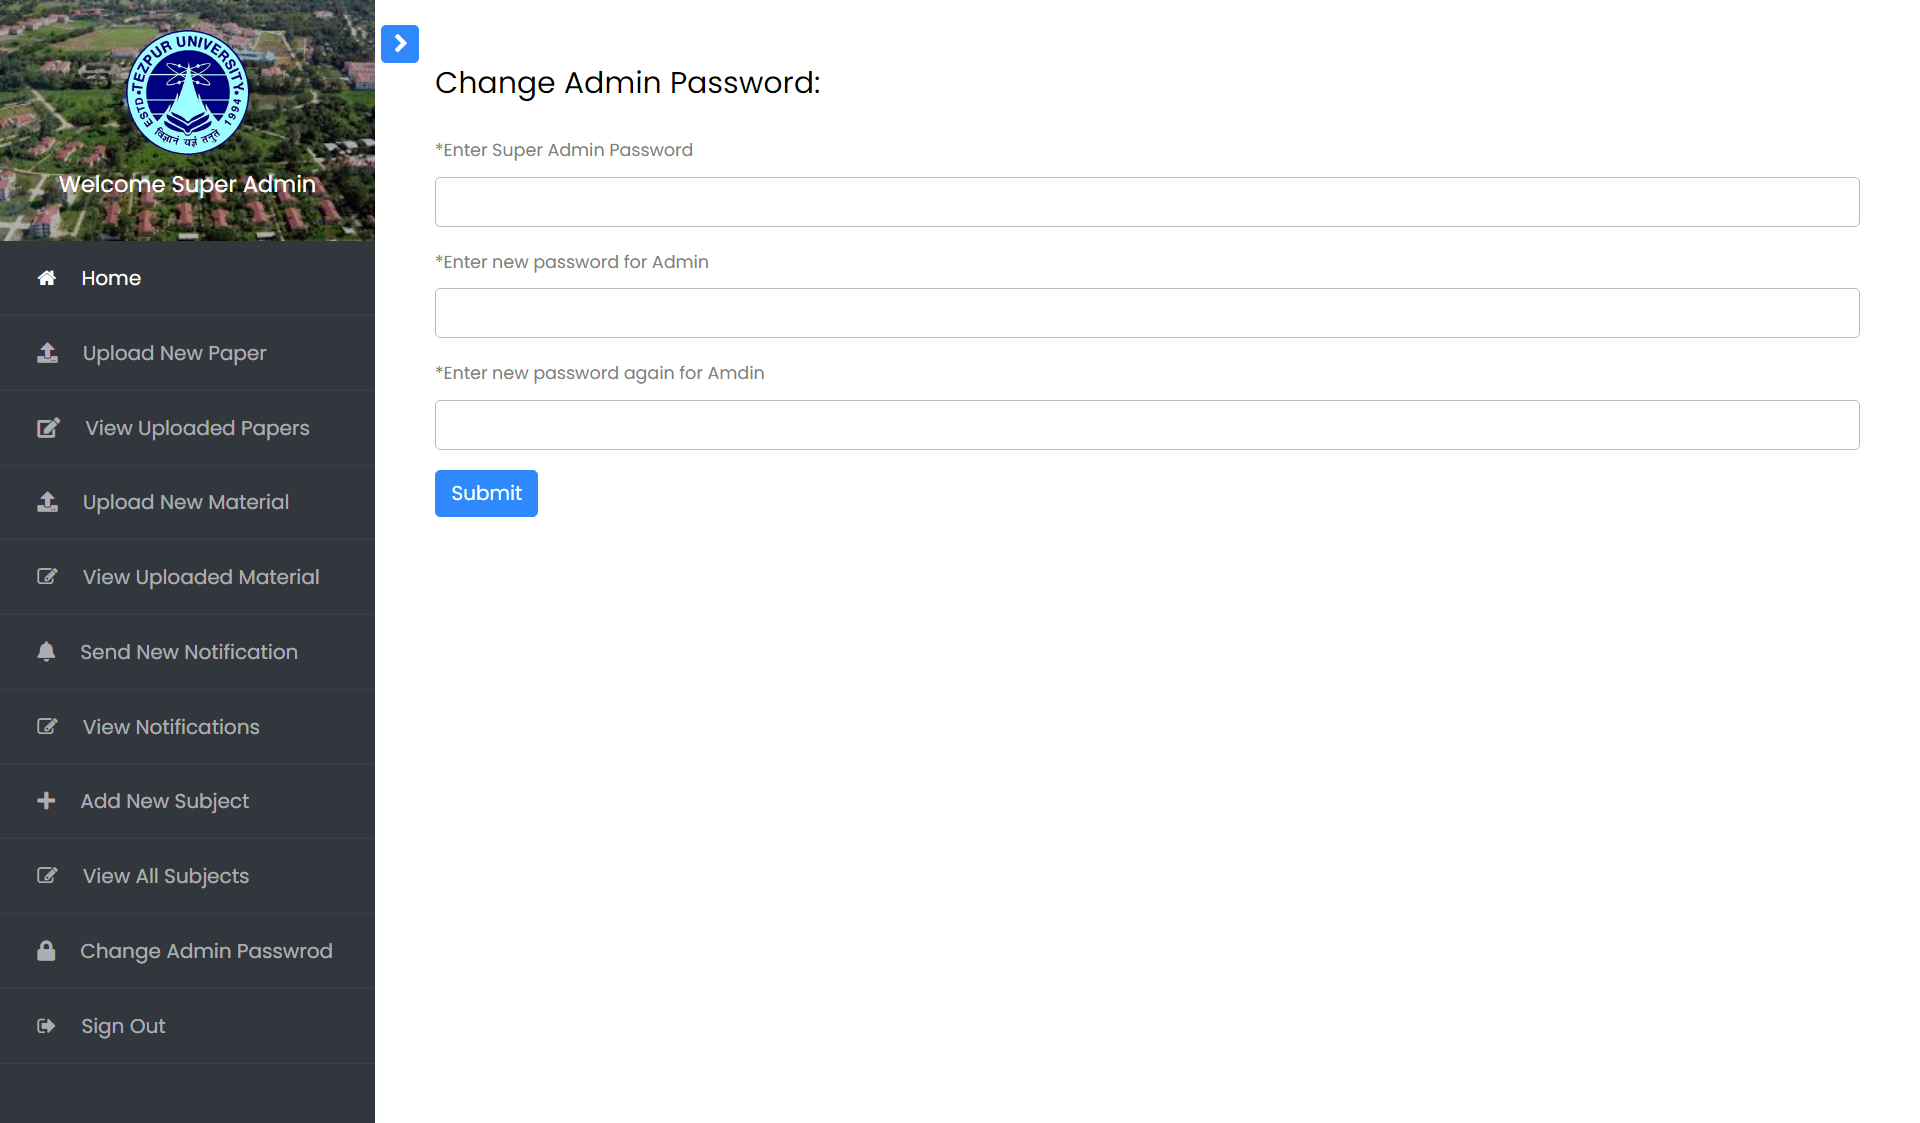 TEZPUR UNIVERSITY
ESTD 1994
विज्ञानं यज्ञं तनुते
Welcome Super Admin
Home
Upload New Paper
View Uploaded Papers
Upload New Material
View Uploaded Material
Send New Notification
View Notifications
Add New Subject
View All Subjects
Change Admin Passwrod
Sign Out
Change Admin Password:
*Enter Super Admin Password
*Enter new password for Admin
*Enter new password again for Amdin
Submit